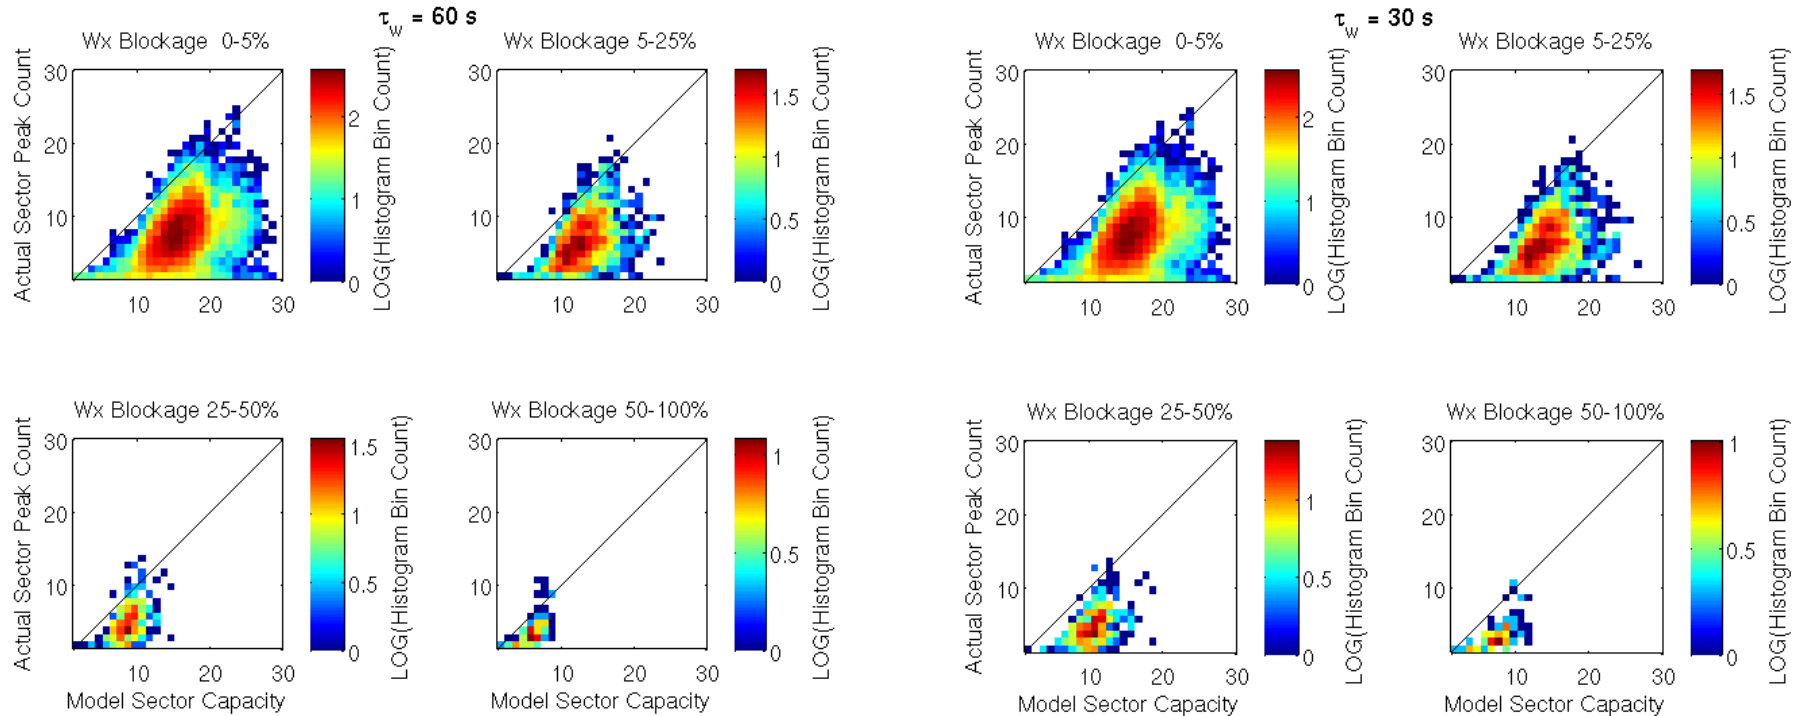 τw = 60 s
Wx Blockage 0-5%
Actual Sector Peak Count
30
20
10
10 20 30
2
1
0
LOG(Histogram Bin Count)
Wx Blockage 5-25%
30
20
10
10 20 30
1.5
1
0.5
0
LOG(Histogram Bin Count)
Wx Blockage 25-50%
Actual Sector Peak Count
30
20
10
10 20 30
Model Sector Capacity
1.5
1
0.5
0
LOG(Histogram Bin Count)
Wx Blockage 50-100%
30
20
10
10 20 30
Model Sector Capacity
1
0.5
0
LOG(Histogram Bin Count)
τw = 30 s
Wx Blockage 0-5%
Actual Sector Peak Count
30
20
10
10 20 30
2
1
0
LOG(Histogram Bin Count)
Wx Blockage 5-25%
30
20
10
10 20 30
1.5
1
0.5
0
LOG(Histogram Bin Count)
Wx Blockage 25-50%
Actual Sector Peak Count
30
20
10
10 20 30
Model Sector Capacity
1
0.5
0
LOG(Histogram Bin Count)
Wx Blockage 50-100%
30
20
10
10 20 30
Model Sector Capacity
1
0.5
0
LOG(Histogram Bin Count)